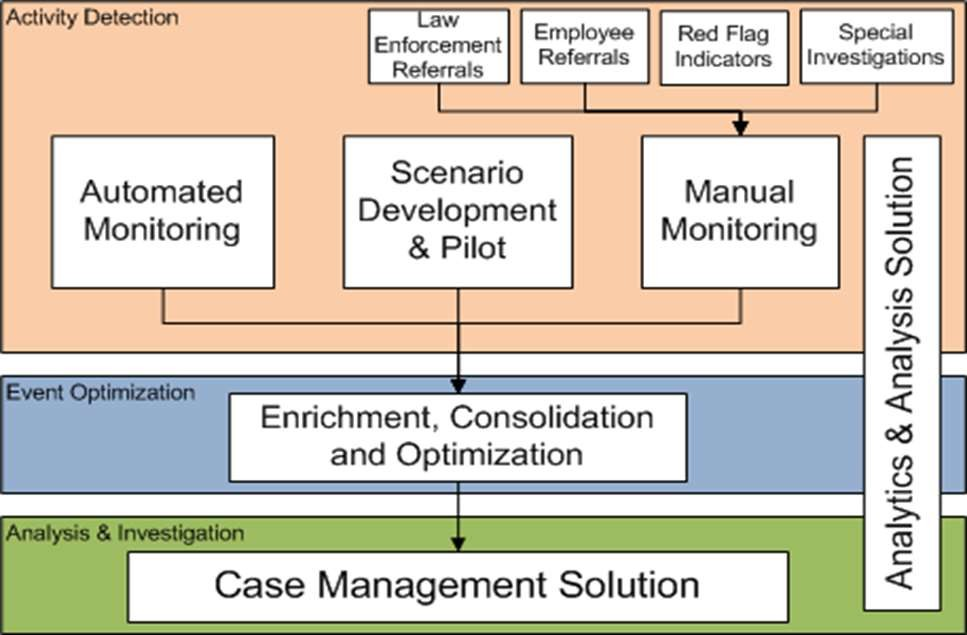 Activity Detection
Law
Enforcement
Referrals
Employee
Referrals
Red Flag
Indicators
Special
Investigations
Automated
Monitoring
Scenario
Development
& Pilot
Manual
Monitoring
Analytics & Analysis Solution
Event Optimization
Enrichment, Consolidation
and Optimization
Analysis & Investigation
Case Management Solution